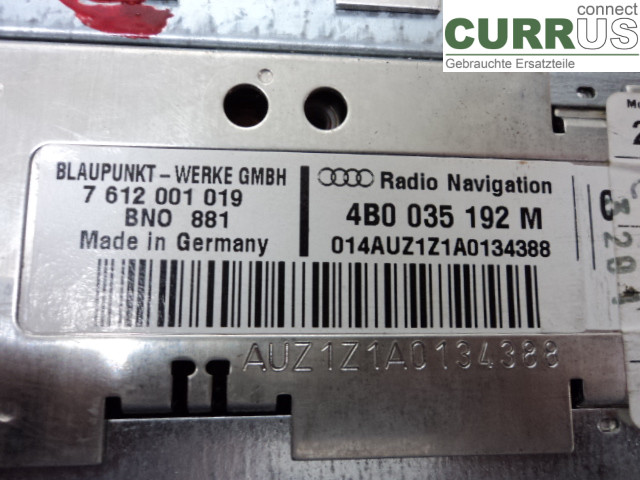 connect
CURRUS
Gebrauchte Ersatzteile
BLAUPUNKT - WERKE GMBH
7 612 001 019
BNO 881
Made in Germany
Radio Navigation
4B0 035 192 M
014AUZ1Z1A0134388
AUZ1Z1A0134388